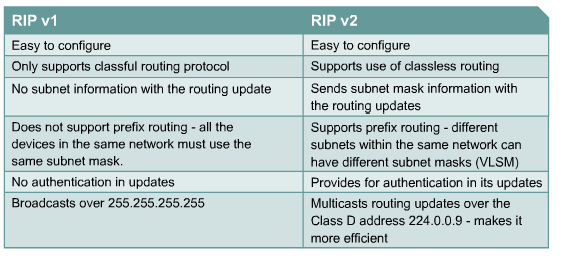 RIP v1
RIP v2
Easy to configure
Easy to configure
Only supports classful routing protocol
Supports use of classless routing
No subnet information with the routing update
Sends subnet mask information with
the routing updates
Does not support prefix routing - all the
devices in the same network must use the
same subnet mask.
Supports prefix routing - different
subnets within the same network can
have different subnet masks (VLSM)
No authentication in updates
Provides for authentication in its updates
Broadcasts over 255.255.255.255
Multicasts routing updates over the
Class D address 224.0.0.9 - makes it
more efficient